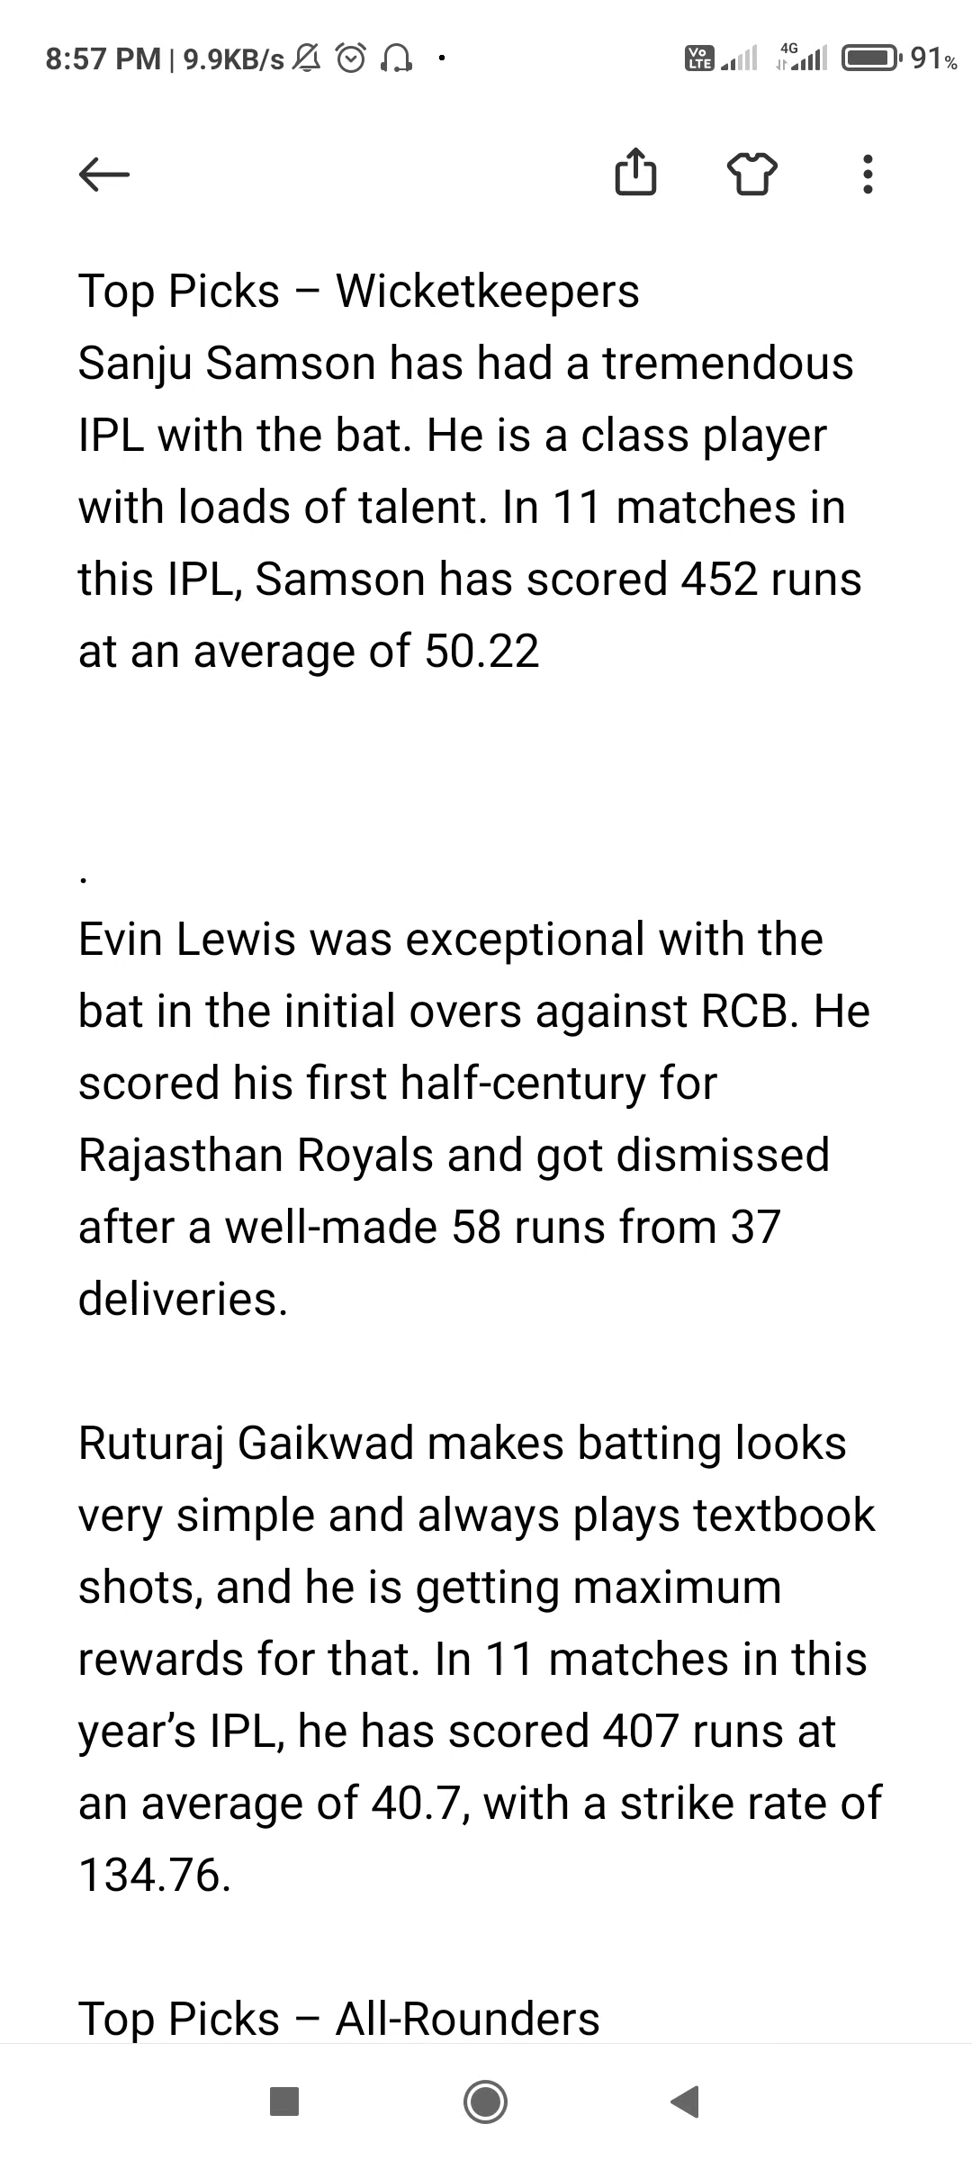 8:57 PM | 9.9KB/s
Vo LTE 4G 91%
Top Picks – Wicketkeepers
Sanju Samson has had a tremendous
IPL with the bat. He is a class player
with loads of talent. In 11 matches in
this IPL, Samson has scored 452 runs
at an average of 50.22
.
Evin Lewis was exceptional with the
bat in the initial overs against RCB. He
scored his first half-century for
Rajasthan Royals and got dismissed
after a well-made 58 runs from 37
deliveries.
Ruturaj Gaikwad makes batting looks
very simple and always plays textbook
shots, and he is getting maximum
rewards for that. In 11 matches in this
year’s IPL, he has scored 407 runs at
an average of 40.7, with a strike rate of
134.76.
Top Picks – All-Rounders